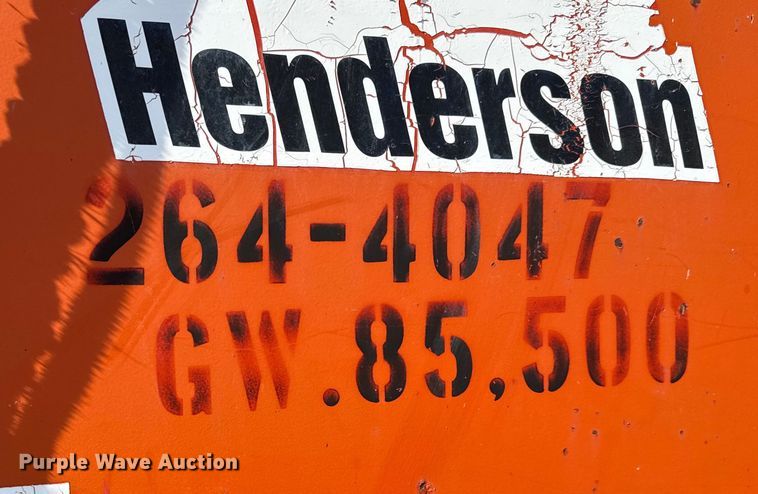 Henderson
264-4047
GW.85,500
Purple Wave Auction